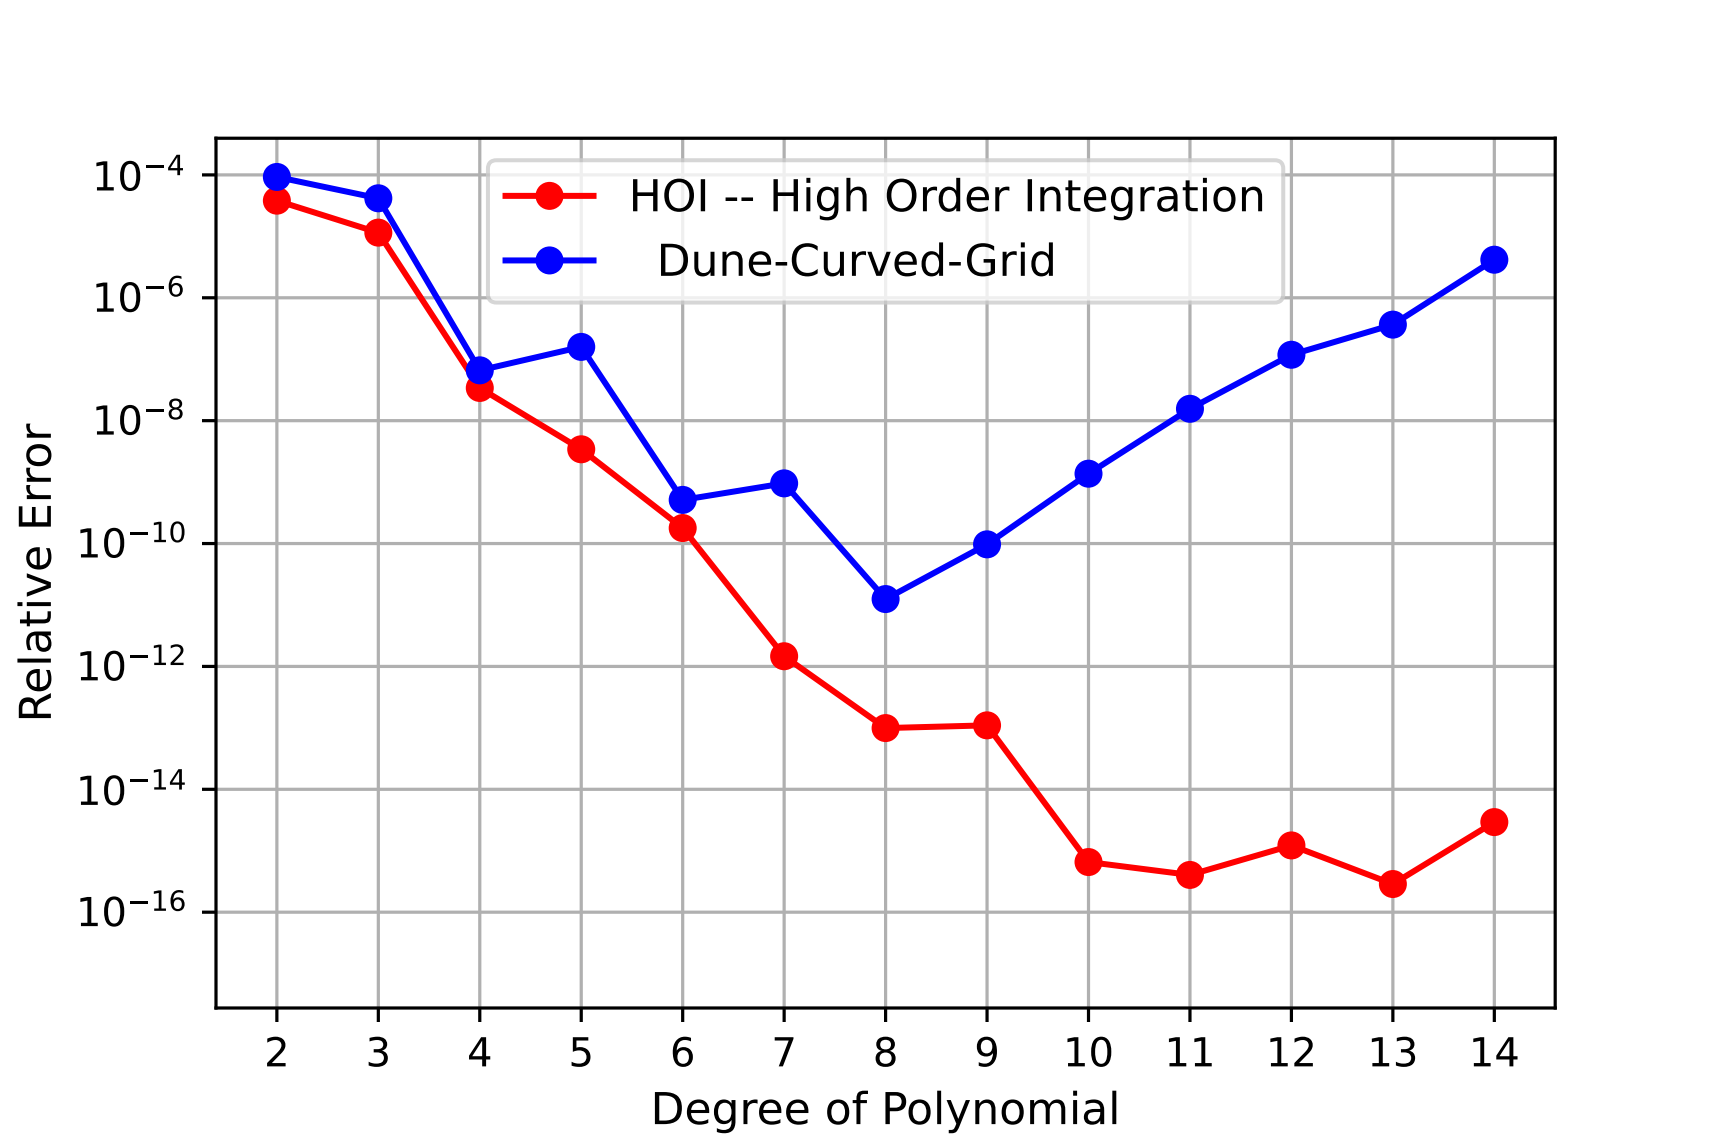 HOI -- High Order Integration
Dune-Curved-Grid
Relative Error
10⁻⁴
10⁻⁶
10⁻⁸
10⁻¹⁰
10⁻¹²
10⁻¹⁴
10⁻¹⁶
2 3 4 5 6 7 8 9 10 11 12 13 14
Degree of Polynomial